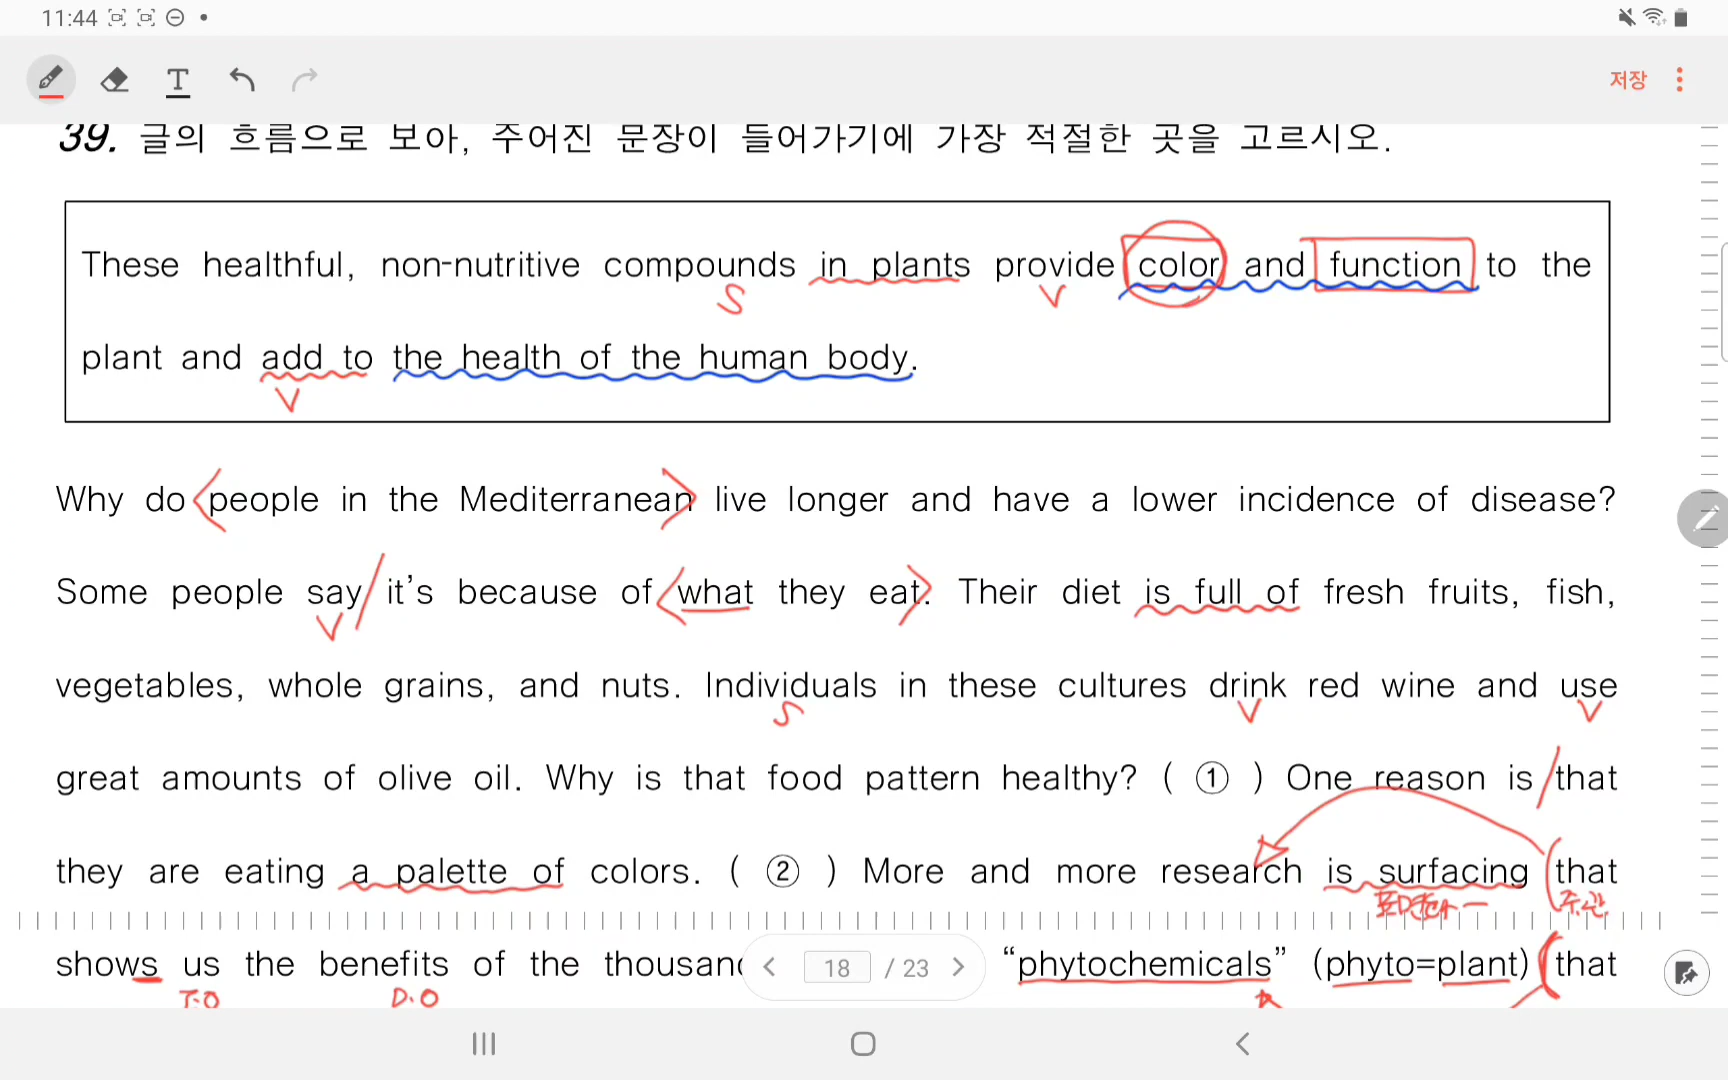 11:44
저장
39. 글의 흐름으로 보아, 주어진 문장이 들어가기에 가장 적절한 곳을 고르시오.
These healthful, non-nutritive compounds in plants provide color and function to the
S V
plant and add to the health of the human body.
V
Why do <people in the Mediterranean> live longer and have a lower incidence of disease?
Some people say/ it's because of <what they eat>. Their diet is full of fresh fruits, fish,
V
vegetables, whole grains, and nuts. Individuals in these cultures drink red wine and use
S V V
great amounts of olive oil. Why is that food pattern healthy? ( ① ) One reason is/ that
they are eating a palette of colors. ( ② ) More and more research is surfacing (that
주.관
shows us the benefits of the "phytochemicals" (phyto=plant) (that
I.O D.O
18 / 23